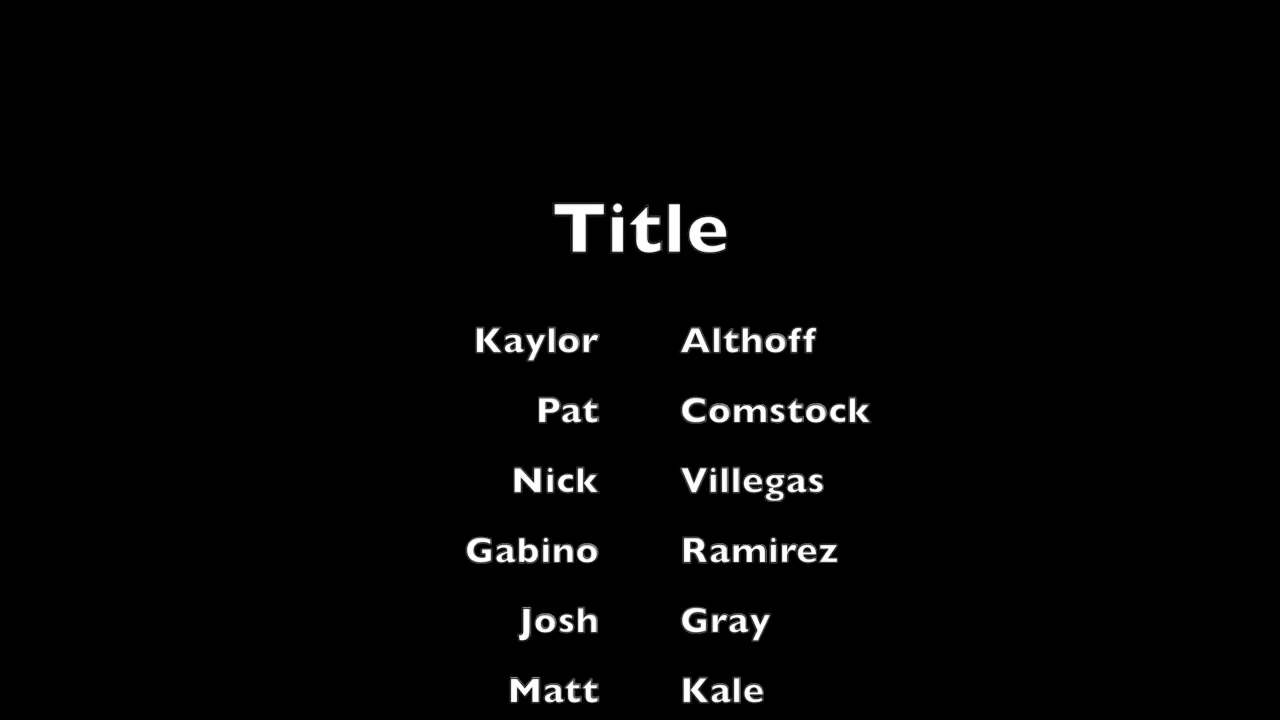 Title
Kaylor Althoff
Pat Comstock
Nick Villegas
Gabino Ramirez
Josh Gray
Matt Kale